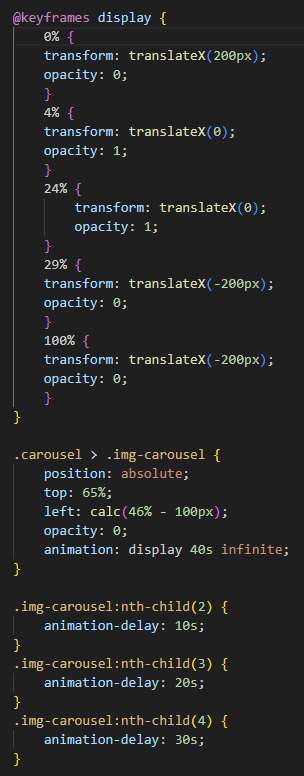 @keyframes display {
    0% {
    transform: translateX(200px);
    opacity: 0;
    }
    4% {
    transform: translateX(0);
    opacity: 1;
    }
    24% {
        transform: translateX(0);
        opacity: 1;
    }
    29% {
    transform: translateX(-200px);
    opacity: 0;
    }
    100% {
    transform: translateX(-200px);
    opacity: 0;
    }
}

.carousel > .img-carousel {
    position: absolute;
    top: 65%;
    left: calc(46% - 100px);
    opacity: 0;
    animation: display 40s infinite;
}

.img-carousel:nth-child(2) {
    animation-delay: 10s;
}
.img-carousel:nth-child(3) {
    animation-delay: 20s;
}
.img-carousel:nth-child(4) {
    animation-delay: 30s;
}